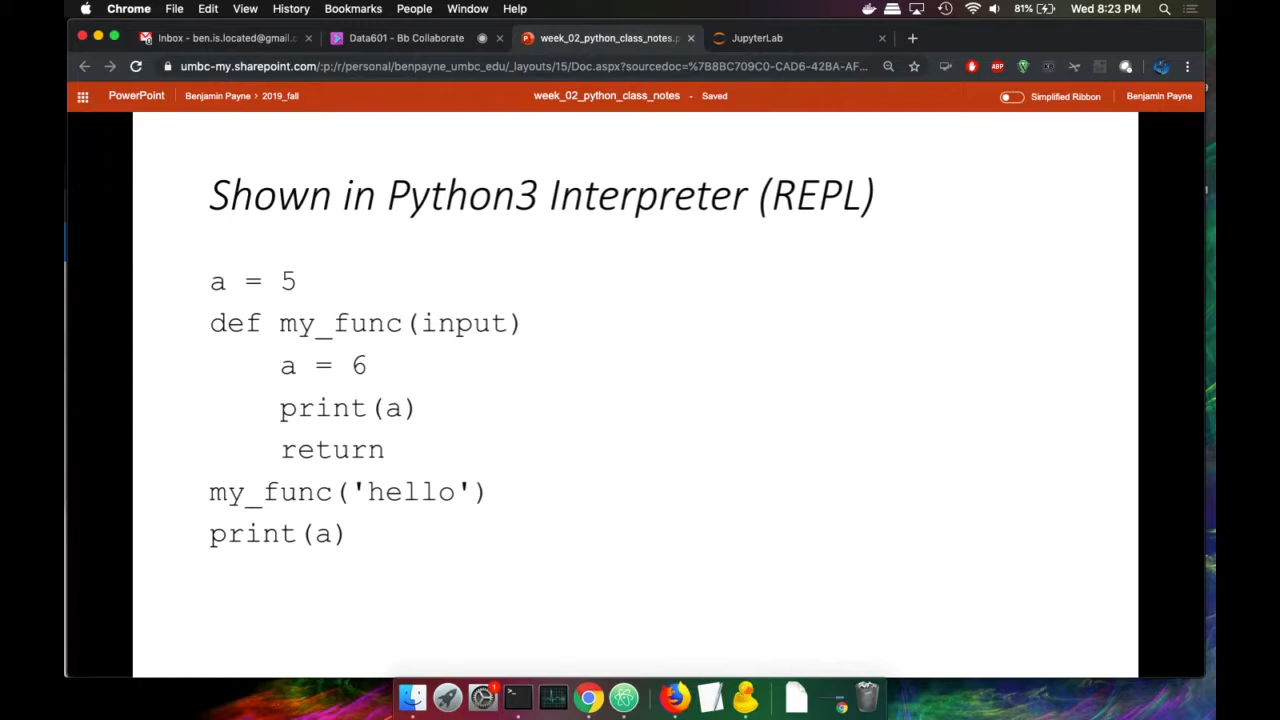 Chrome File Edit View History Bookmarks People Window Help 81% Wed 8:23 PM
Inbox - ben.is.located@gmail.c Data601 - Bb Collaborate week_02_python_class_notes.p JupyterLab
umbc-my.sharepoint.com/:p:/r/personal/benpayne_umbc_edu/_layouts/15/Doc.aspx?sourcedoc=%7B8BC709C0-CAD6-42BA-AF... ABP
PowerPoint Benjamin Payne > 2019_fall week_02_python_class_notes - Saved Simplified Ribbon Benjamin Payne
Shown in Python3 Interpreter (REPL)
a = 5
def my_func(input)
    a = 6
    print(a)
    return
my_func('hello')
print(a)
1